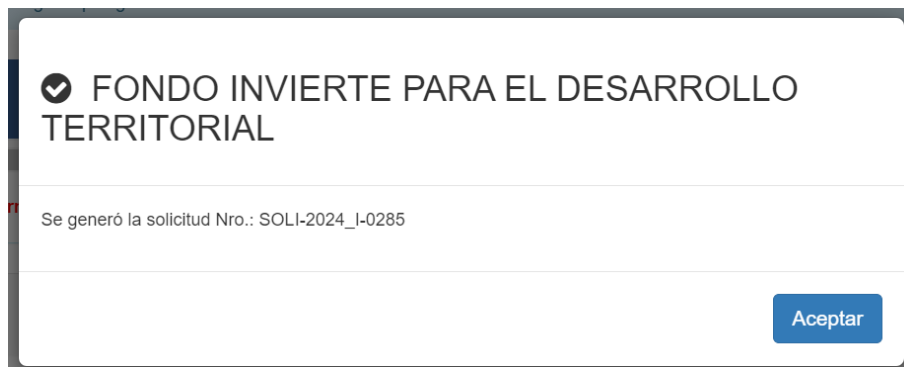 FONDO INVIERTE PARA EL DESARROLLO
TERRITORIAL
Se generó la solicitud Nro.: SOLI-2024_I-0285
Aceptar